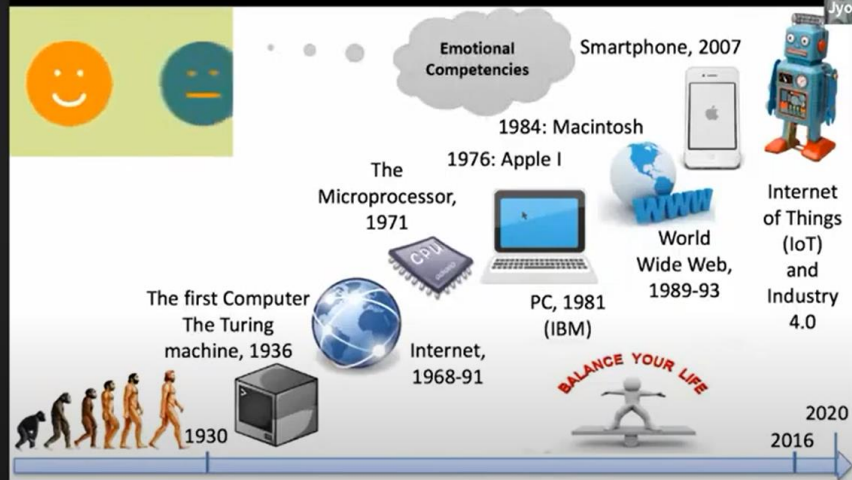 Jyo
Emotional
Competencies
Smartphone, 2007
1984: Macintosh
1976: Apple I
The
Microprocessor,
1971
CPU
WWW
World
Wide Web,
1989-93
Internet
of Things
(IoT)
and
Industry
4.0
PC, 1981
(IBM)
The first Computer
The Turing
machine, 1936
Internet,
1968-91
BALANCE YOUR LIFE
1930
2016
2020